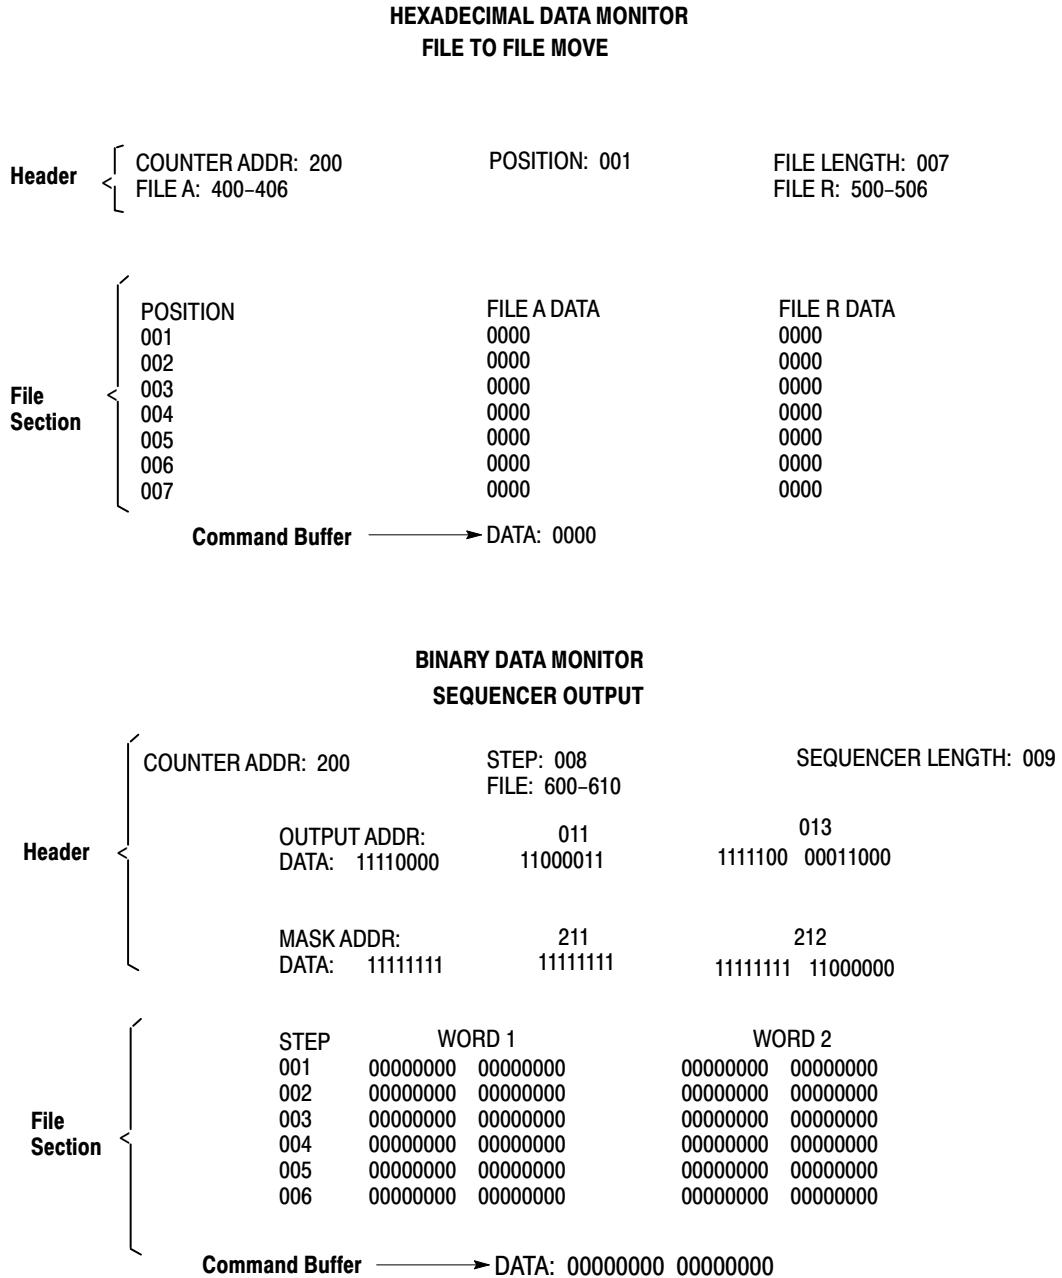 HEXADECIMAL DATA MONITOR
FILE TO FILE MOVE
Header
COUNTER ADDR: 200 POSITION: 001 FILE LENGTH: 007
FILE A: 400–406 FILE R: 500–506
File
Section
POSITION FILE A DATA FILE R DATA
001 0000 0000
002 0000 0000
003 0000 0000
004 0000 0000
005 0000 0000
006 0000 0000
007 0000 0000
Command Buffer DATA: 0000
BINARY DATA MONITOR
SEQUENCER OUTPUT
Header
COUNTER ADDR: 200 STEP: 008 SEQUENCER LENGTH: 009
FILE: 600–610
OUTPUT ADDR: 011 013
DATA: 11110000 11000011 1111100 00011000
MASK ADDR: 211 212
DATA: 11111111 11111111 11111111 11000000
File
Section
STEP WORD 1 WORD 2
001 00000000 00000000 00000000 00000000
002 00000000 00000000 00000000 00000000
003 00000000 00000000 00000000 00000000
004 00000000 00000000 00000000 00000000
005 00000000 00000000 00000000 00000000
006 00000000 00000000 00000000 00000000
Command Buffer DATA: 00000000 00000000